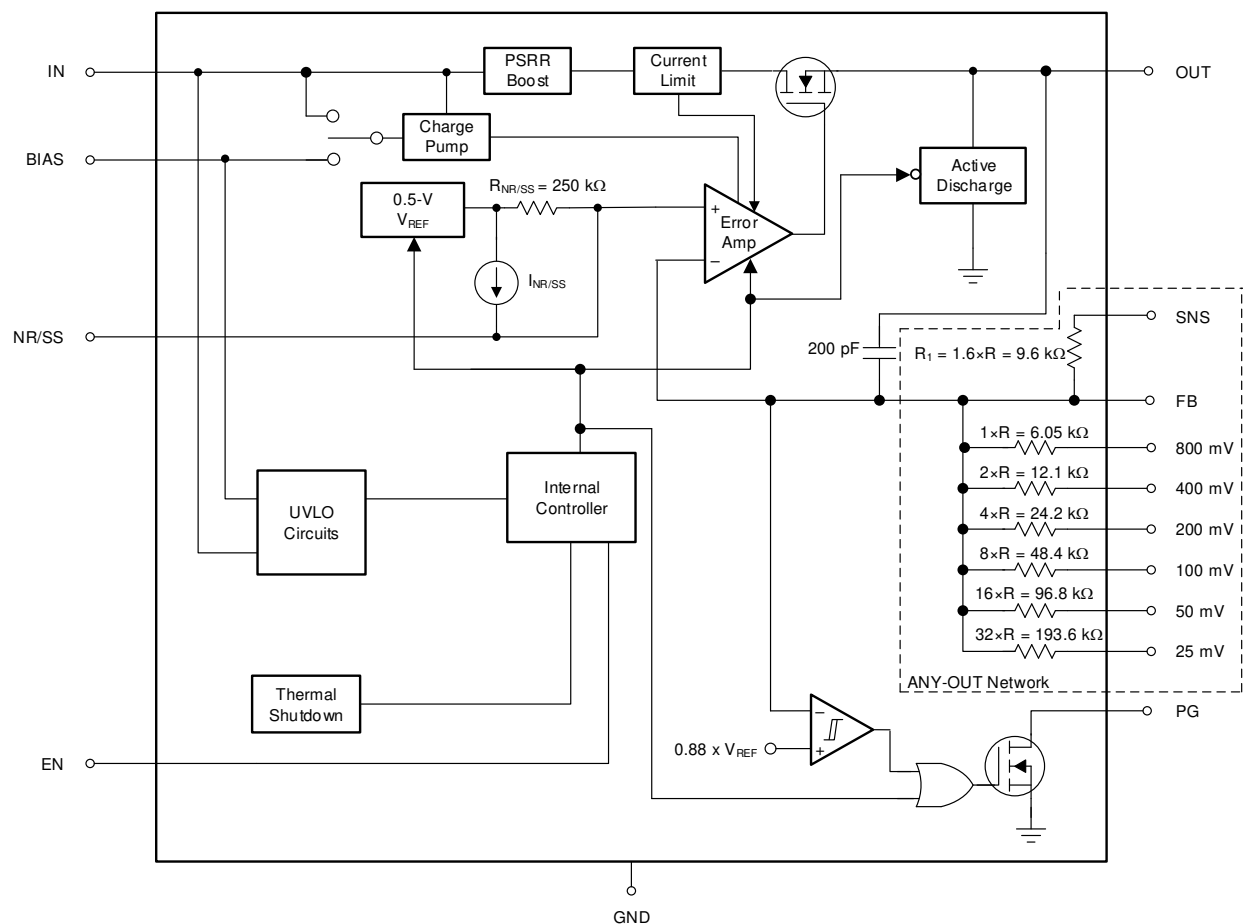 IN
PSRR
Boost
Current
Limit
OUT
Charge
Pump
BIAS
Active
Discharge
0.5-V
VREF
RNR/SS = 250 kΩ
+
Error
Amp
−
INR/SS
NR/SS
SNS
200 pF
R1 = 1.6×R = 9.6 kΩ
FB
1×R = 6.05 kΩ
800 mV
2×R = 12.1 kΩ
400 mV
4×R = 24.2 kΩ
200 mV
8×R = 48.4 kΩ
100 mV
16×R = 96.8 kΩ
50 mV
32×R = 193.6 kΩ
25 mV
ANY-OUT Network
UVLO
Circuits
Internal
Controller
Thermal
Shutdown
PG
−
0.88 x VREF
+
EN
GND